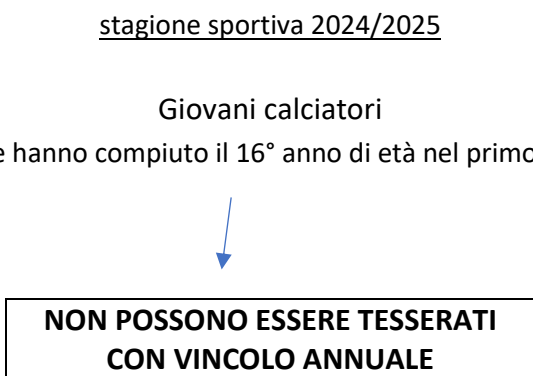 stagione sportiva 2024/2025
Giovani calciatori
hanno compiuto il 16° anno di età nel primo
NON POSSONO ESSERE TESSERATI
CON VINCOLO ANNUALE